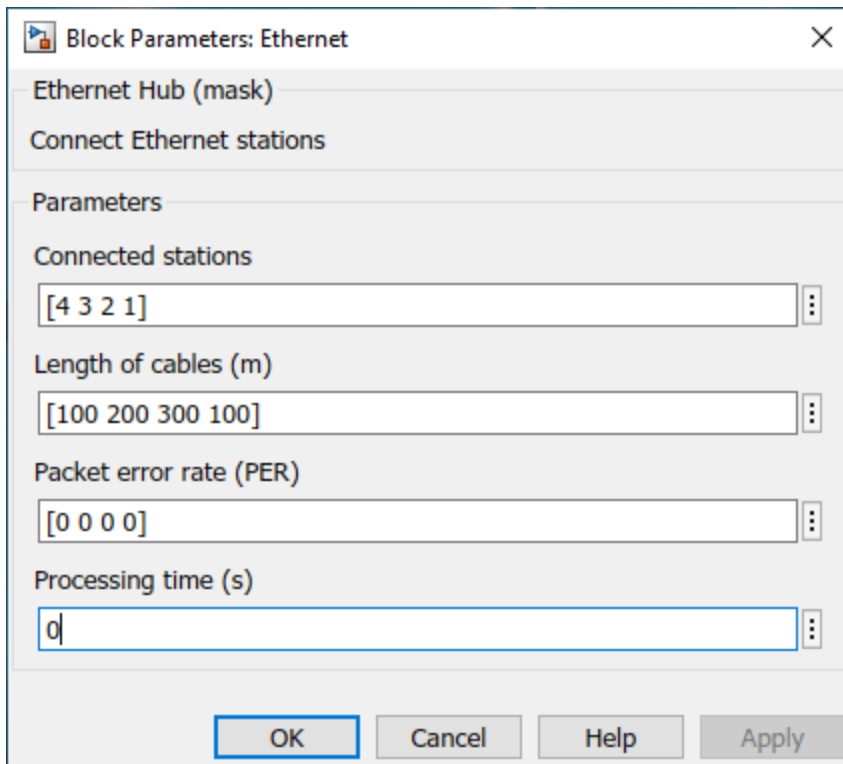 Block Parameters: Ethernet
Ethernet Hub (mask)
Connect Ethernet stations
Parameters
Connected stations
[4 3 2 1]
Length of cables (m)
[100 200 300 100]
Packet error rate (PER)
[0 0 0 0]
Processing time (s)
0
OK Cancel Help Apply